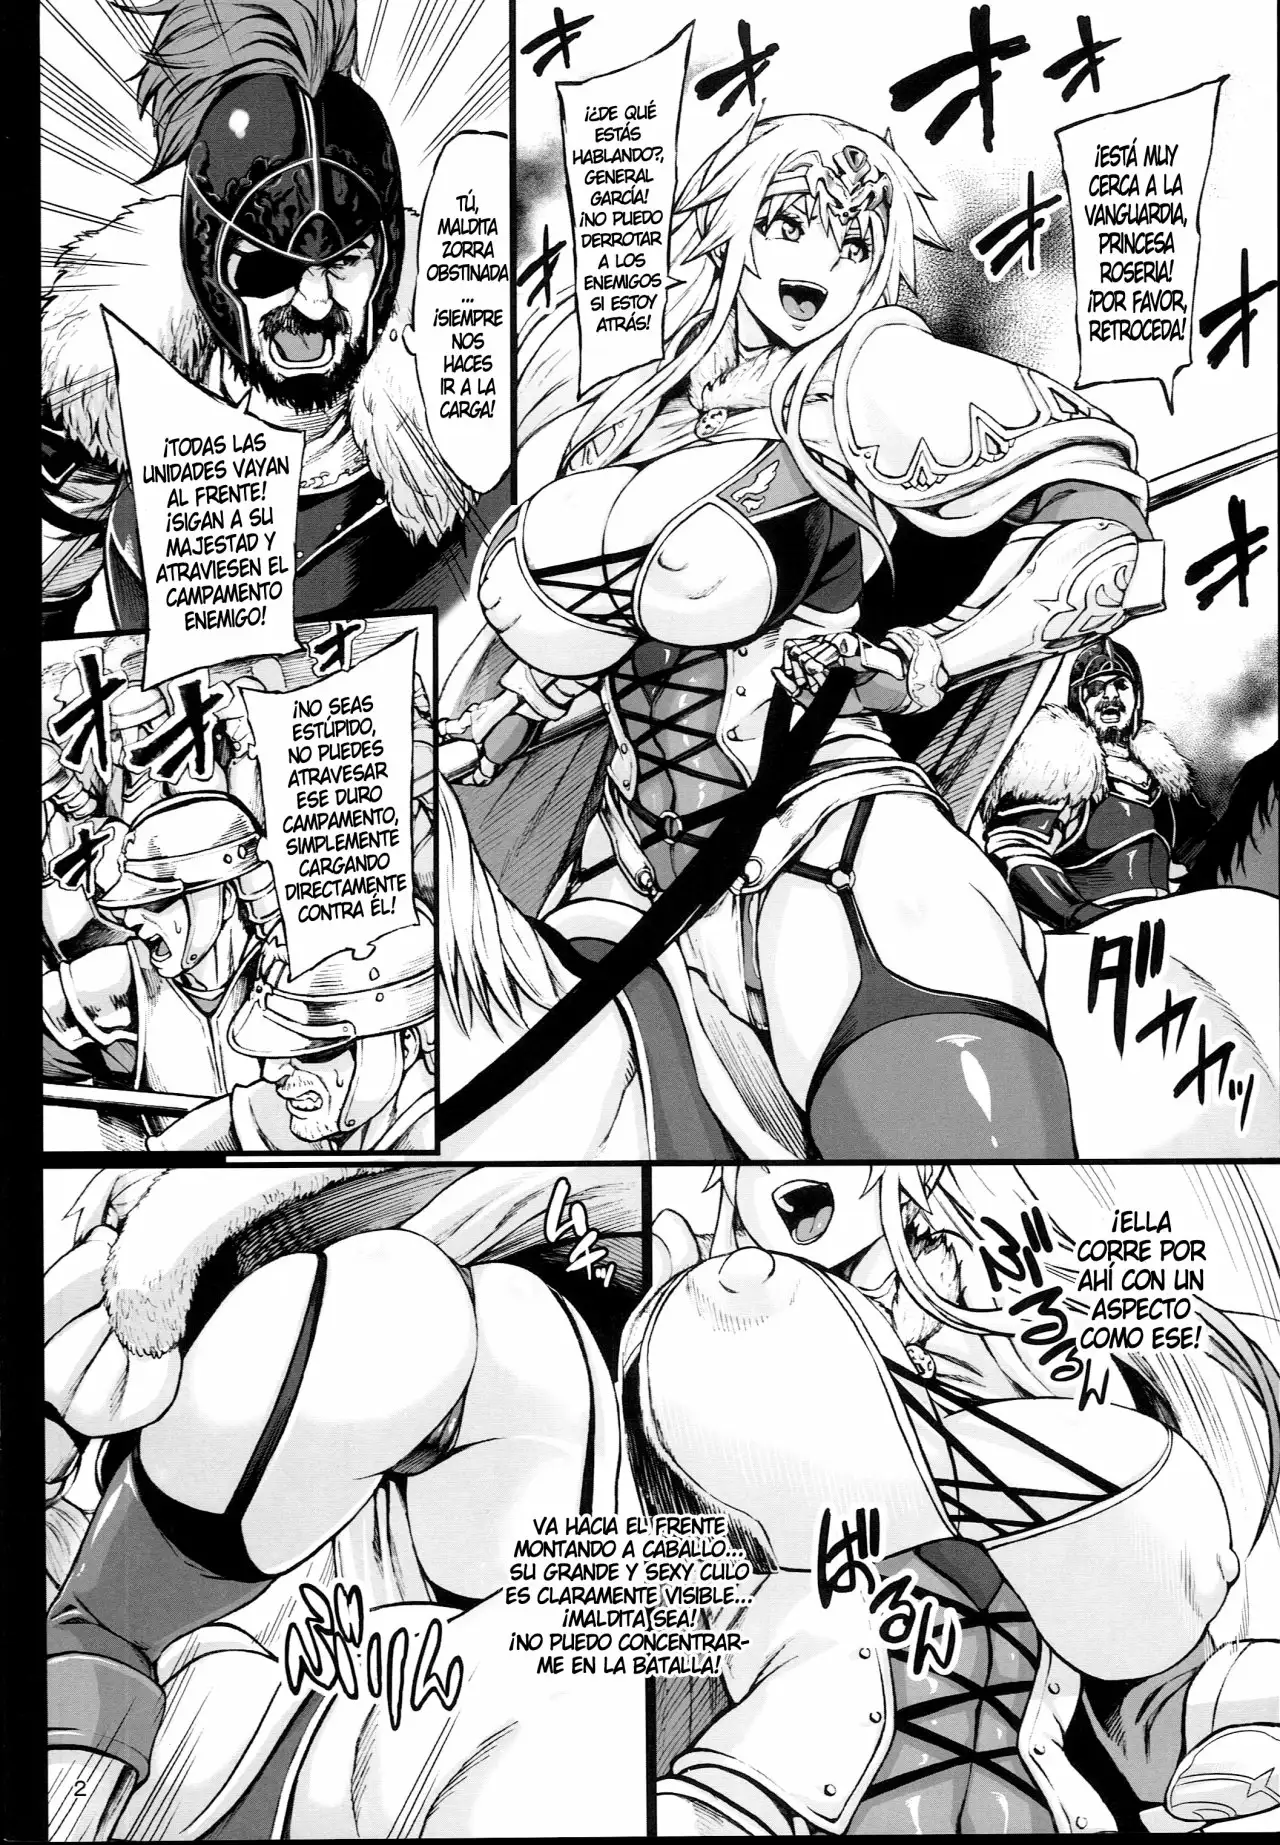 ¡ESTÁ MUY
CERCA A LA
VANGUARDIA,
PRINCESA
ROSERIA!
¡POR FAVOR,
RETROCEDA!
¡¿DE QUÉ
ESTÁS
HABLANDO?,
GENERAL
GARCÍA!
¡NO PUEDO
DERROTAR
A LOS
ENEMIGOS
SI ESTOY
ATRÁS!
TÚ,
MALDITA
ZORRA
OBSTINADA
...
¡SIEMPRE
NOS
HACES
IR A LA
CARGA!
¡TODAS LAS
UNIDADES VAYAN
AL FRENTE!
¡SIGAN A SU
MAJESTAD Y
ATRAVIESEN EL
CAMPAMENTO
ENEMIGO!
¡NO SEAS
ESTÚPIDO,
NO PUEDES
ATRAVESAR
ESE DURO
CAMPAMENTO,
SIMPLEMENTE
CARGANDO
DIRECTAMENTE
CONTRA ÉL!
ダカカッ
¡ELLA
CORRE POR
AHÍ CON UN
ASPECTO
COMO ESE!
ぶるるん
ばるるん
VA HACIA EL FRENTE
MONTANDO A CABALLO...
SU GRANDE Y SEXY CULO
ES CLARAMENTE VISIBLE...
¡MALDITA SEA!
¡NO PUEDO CONCENTRAR-
ME EN LA BATALLA!
2